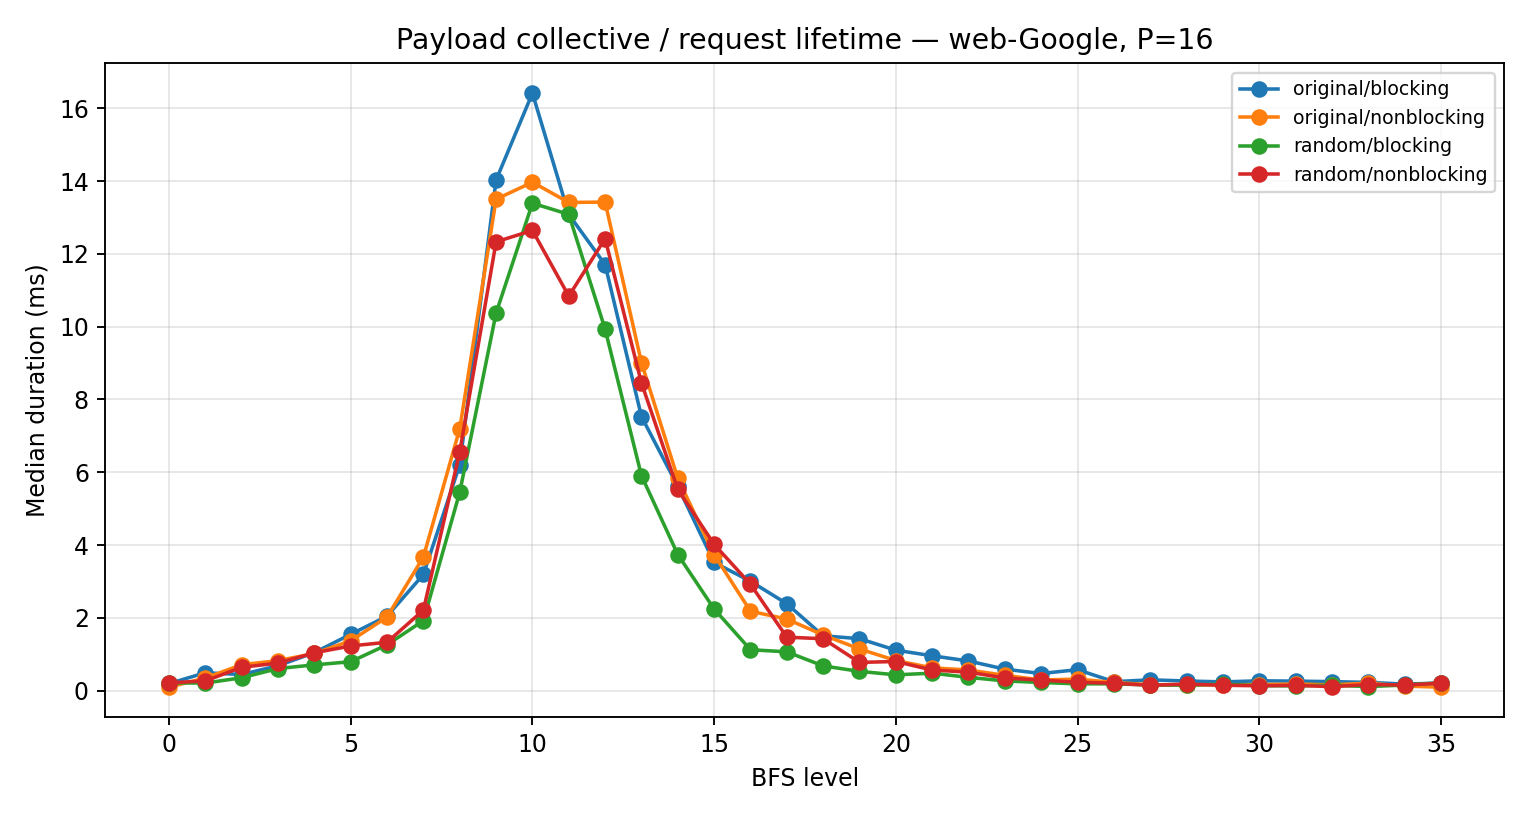 Payload collective / request lifetime — web-Google, P=16
original/blocking
original/nonblocking
random/blocking
random/nonblocking
Median duration (ms)
16
14
12
10
8
6
4
2
0
0 5 10 15 20 25 30 35
BFS level